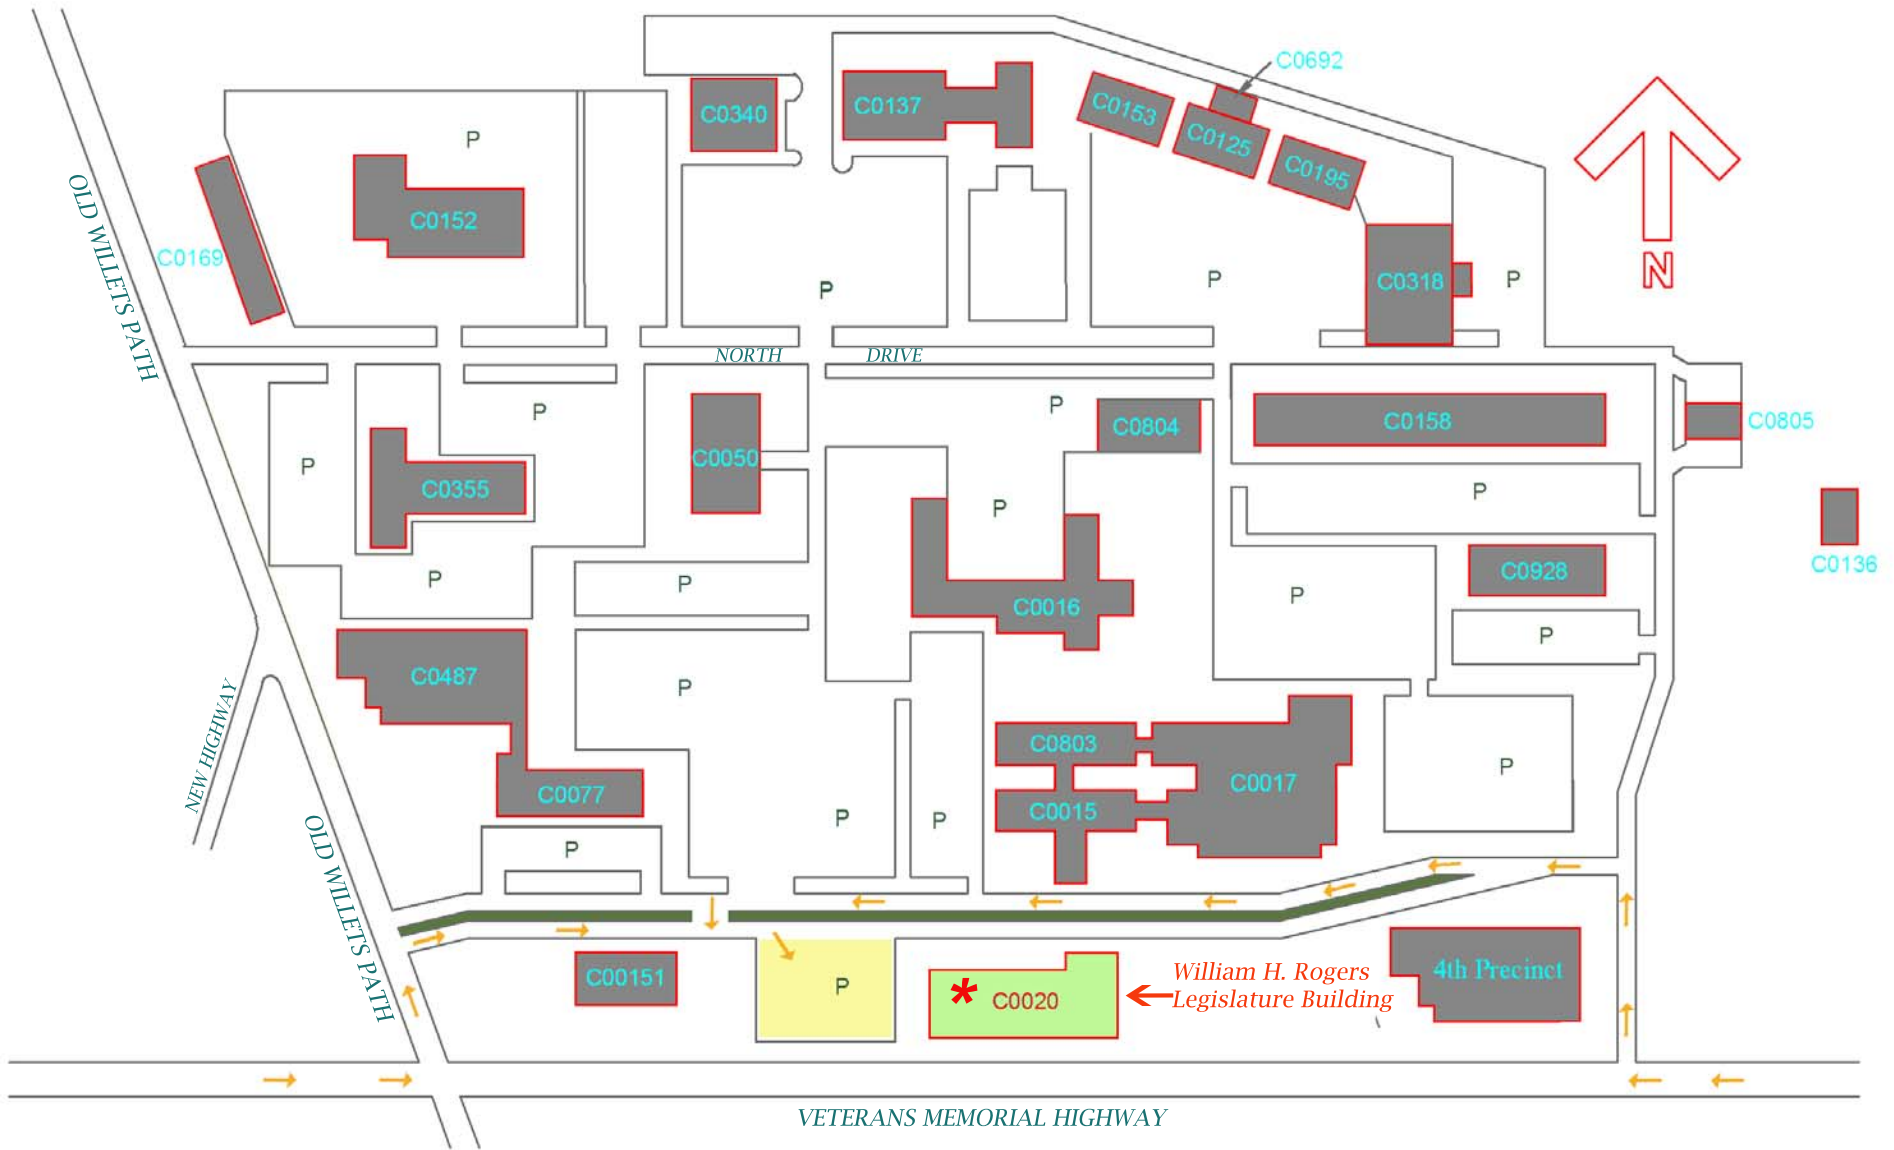 C0692
C0340
C0137
C0153
C0125
C0195
P
C0152
C0169
OLD WILLETS PATH
P
P
C0318
P
N
NORTH DRIVE
P
P
C0804
C0158
C0805
P
C0355
C0050
P
P
C0136
P
P
C0016
P
C0928
P
C0487
P
NEW HIGHWAY
C0803
C0017
P
C0077
C0015
P
P
P
OLD WILLETS PATH
C00151
P
* C0020
William H. Rogers
Legislature Building
4th Precinct
VETERANS MEMORIAL HIGHWAY